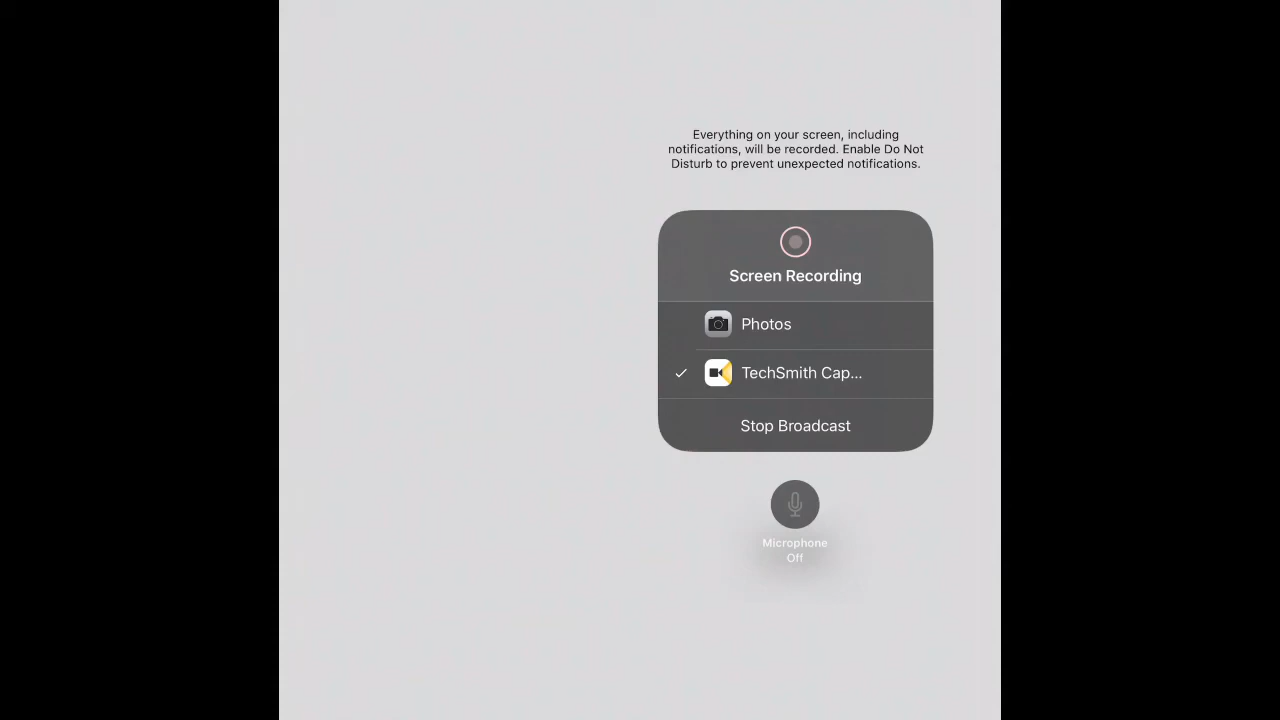 Everything on your screen, including
notifications, will be recorded. Enable Do Not
Disturb to prevent unexpected notifications.
Screen Recording
Photos
TechSmith Cap...
Stop Broadcast
Microphone
Off